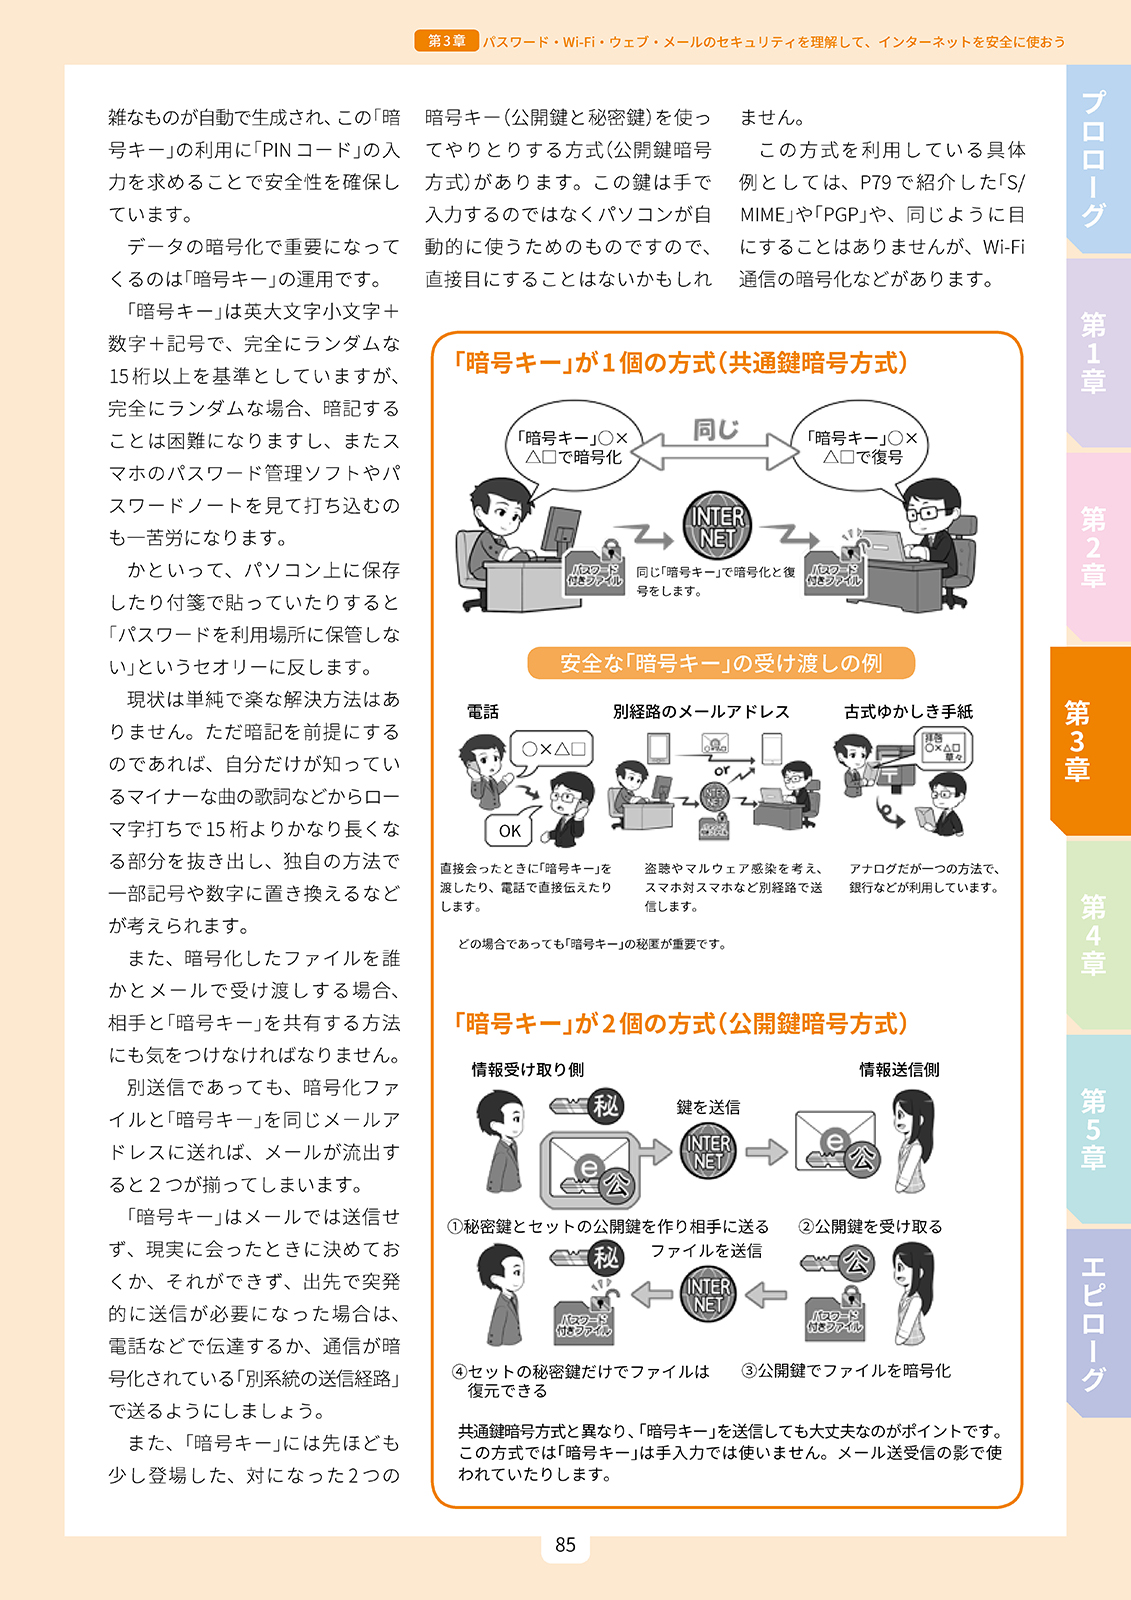 第3章 パスワード・Wi-Fi・ウェブ・メールのセキュリティを理解して、インターネットを安全に使おう
雑なものが自動で生成され、この「暗
号キー」の利用に「PINコード」の入
力を求めることで安全性を確保し
ています。
データの暗号化で重要になって
くるのは「暗号キー」の運用です。
「暗号キー」は英大文字小文字＋
数字＋記号で、完全にランダムな
15桁以上を基準としていますが、
完全にランダムな場合、暗記する
ことは困難になりますし、またス
マホのパスワード管理ソフトやパ
スワードノートを見て打ち込むの
も一苦労になります。
かといって、パソコン上に保存
したり付箋で貼っていたりすると
「パスワードを利用場所に保管しな
い」というセオリーに反します。
現状は単純で楽な解決方法はあ
りません。ただ暗記を前提にする
のであれば、自分だけが知ってい
るマイナーな曲の歌詞などからロー
マ字打ちで15桁よりかなり長くな
る部分を抜き出し、独自の方法で
一部記号や数字に置き換えるなど
が考えられます。
また、暗号化したファイルを誰
かとメールで受け渡しする場合、
相手と「暗号キー」を共有する方法
にも気をつけなければなりません。
別送信であっても、暗号化ファ
イルと「暗号キー」を同じメールア
ドレスに送れば、メールが流出す
ると２つが揃ってしまいます。
「暗号キー」はメールでは送信せ
ず、現実に会ったときに決めてお
くか、それができず、出先で突発
的に送信が必要になった場合は、
電話などで伝達するか、通信が暗
号化されている「別系統の送信経路」
で送るようにしましょう。
また、「暗号キー」には先ほども
少し登場した、対になった2つの
暗号キー（公開鍵と秘密鍵）を使っ
てやりとりする方式（公開鍵暗号
方式）があります。この鍵は手で
入力するのではなくパソコンが自
動的に使うためのものですので、
直接目にすることはないかもしれ
ません。
この方式を利用している具体
例としては、P79で紹介した「S/
MIME」や「PGP」や、同じように目
にすることはありませんが、Wi-Fi
通信の暗号化などがあります。
「暗号キー」が1個の方式（共通鍵暗号方式）
「暗号キー」○×
△□で暗号化
同じ
「暗号キー」○×
△□で復号
INTER
NET
パスワード
付きファイル
同じ「暗号キー」で暗号化と復
号をします。
パスワード
付きファイル
安全な「暗号キー」の受け渡しの例
電話
○×△□
OK
直接会ったときに「暗号キー」を
渡したり、電話で直接伝えたり
します。
別経路のメールアドレス
or
INTER
NET
盗聴やマルウェア感染を考え、
スマホ対スマホなど別経路で送
信します。
古式ゆかしき手紙
拝啓
○×△□
草々
アナログだが一つの方法で、
銀行などが利用しています。
どの場合であっても「暗号キー」の秘匿が重要です。
「暗号キー」が2個の方式（公開鍵暗号方式）
情報受け取り側
情報送信側
秘
鍵を送信
e
公
INTER
NET
e
公
①秘密鍵とセットの公開鍵を作り相手に送る
②公開鍵を受け取る
秘
ファイルを送信
公
パスワード
付きファイル
INTER
NET
パスワード
付きファイル
④セットの秘密鍵だけでファイルは
復元できる
③公開鍵でファイルを暗号化
共通鍵暗号方式と異なり、「暗号キー」を送信しても大丈夫なのがポイントです。
この方式では「暗号キー」は手入力では使いません。メール送受信の影で使
われていたりします。
プロローグ
第1章
第2章
第3章
第4章
第5章
エピローグ
85